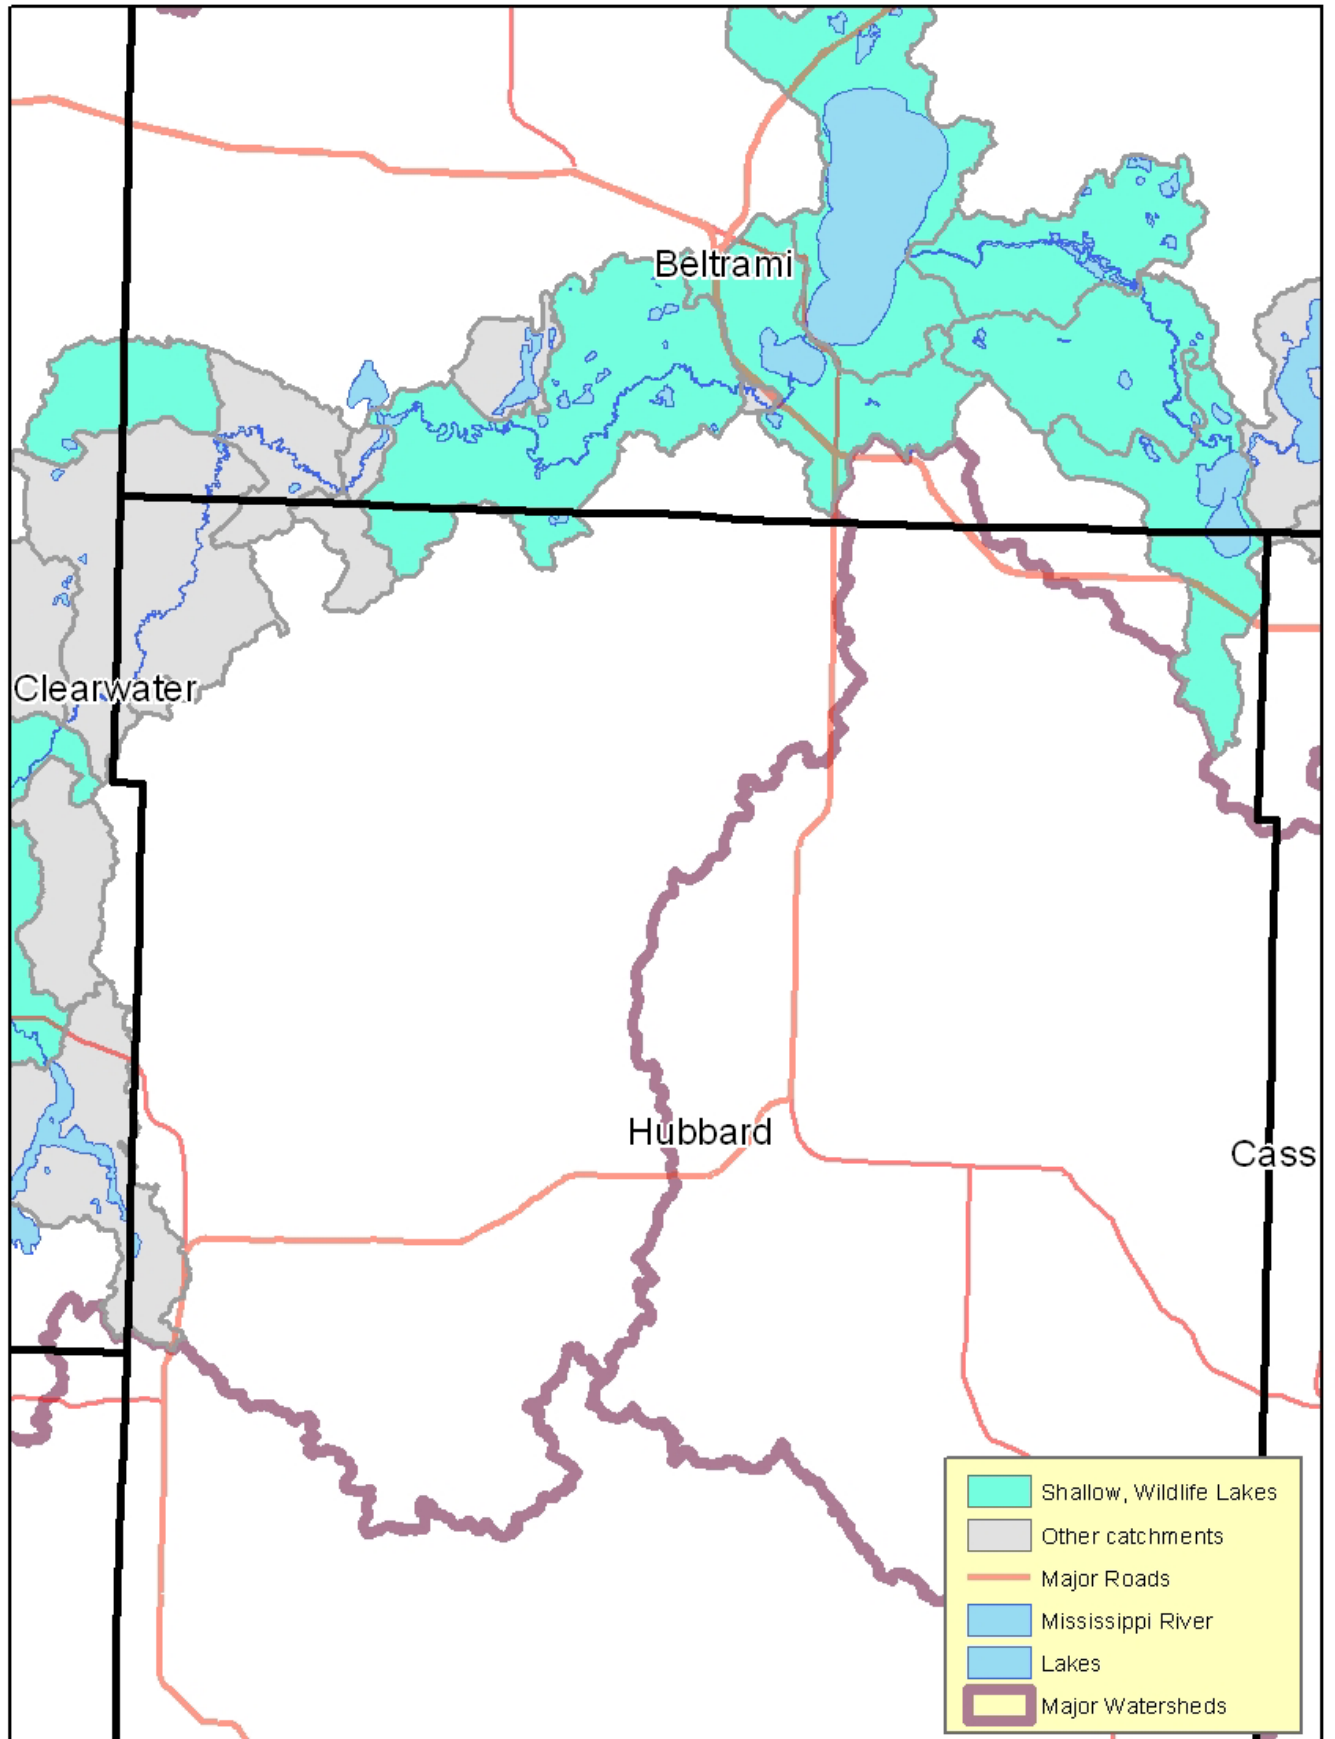 Beltrami
Clearwater
Hubbard
Cass
Shallow, Wildlife Lakes
Other catchments
Major Roads
Mississippi River
Lakes
Major Watersheds